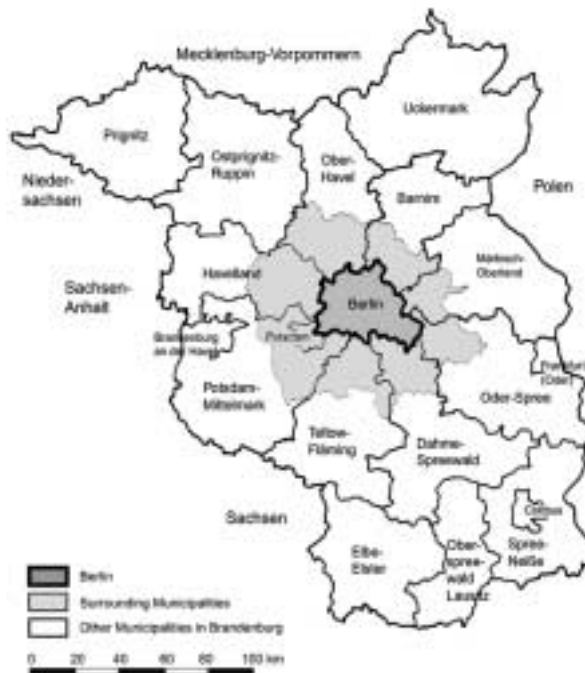 Mecklenburg-Vorpommern
Uckermark
Prignitz
Ostprignitz-
Ruppin
Ober-
Havel
Barnim
Nieder-
sachsen
Polen
Märkisch-
Oberland
Havelland
Sachsen-
Anhalt
Berlin
Brandenburg
an der Havel
Potsdam
Frankfurt
(Oder)
Potsdam-
Mittelmark
Oder-Spree
Teltow-
Fläming
Dahme-
Spreewald
Sachsen
Cottbus
Elbe-
Elster
Ober-
spree-
wald
Lausitz
Spree-
Neiße
Berlin
Surrounding Municipalities
Other Municipalities in Brandenburg
0 20 40 60 80 100 km